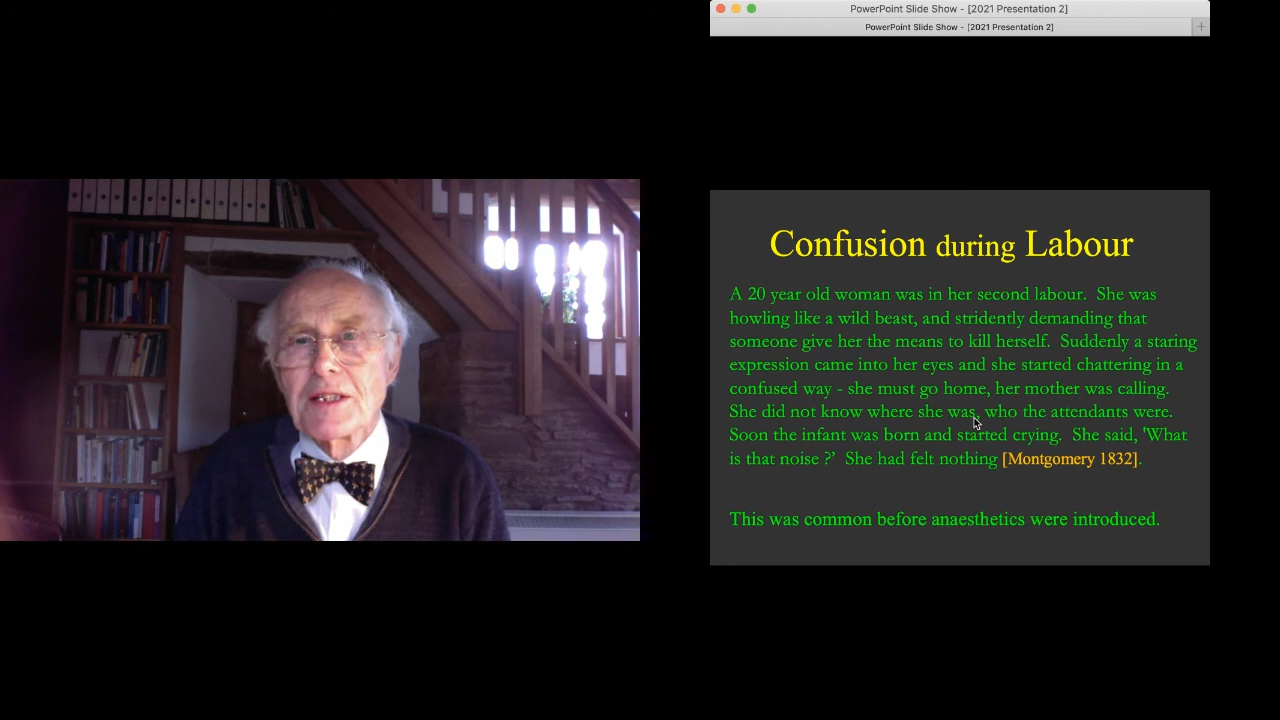 PowerPoint Slide Show - [2021 Presentation 2]
PowerPoint Slide Show - [2021 Presentation 2]
Confusion during Labour
A 20 year old woman was in her second labour. She was
howling like a wild beast, and stridently demanding that
someone give her the means to kill herself. Suddenly a staring
expression came into her eyes and she started chattering in a
confused way - she must go home, her mother was calling.
She did not know where she was, who the attendants were.
Soon the infant was born and started crying. She said, 'What
is that noise ?’ She had felt nothing [Montgomery 1832].
This was common before anaesthetics were introduced.